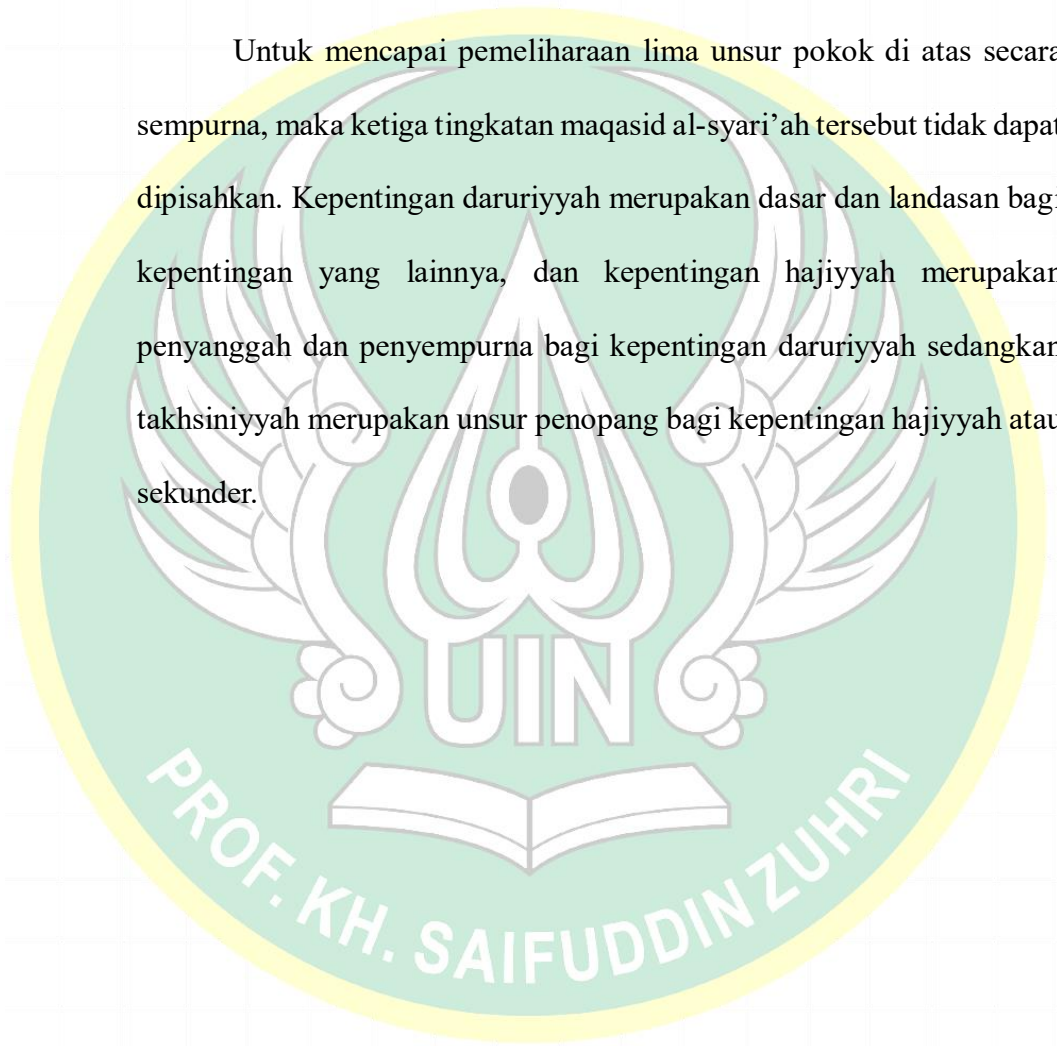 Untuk mencapai pemeliharaan lima unsur pokok di atas secara
sempurna, maka ketiga tingkatan maqasid al-syari’ah tersebut tidak dapat
dipisahkan. Kepentingan daruriyyah merupakan dasar dan landasan bagi
kepentingan yang lainnya, dan kepentingan hajiyyah merupakan
penyanggah dan penyempurna bagi kepentingan daruriyyah sedangkan
takhsiniyyah merupakan unsur penopang bagi kepentingan hajiyyah atau
sekunder.
UIN
PROF. KH. SAIFUDDIN ZUHRI